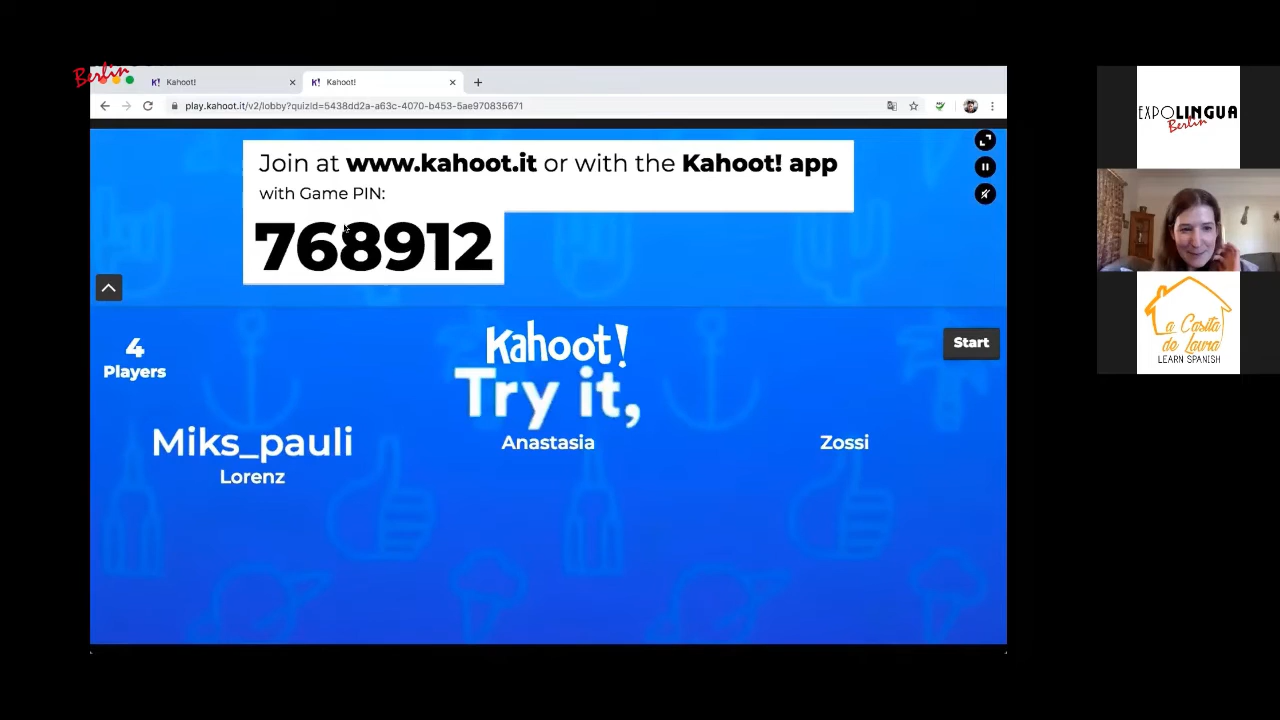 Berlin
Kahoot!
Kahoot!
play.kahoot.it/v2/lobby?quizId=5438dd2a-a63c-4070-b453-5ae970835671
Join at www.kahoot.it or with the Kahoot! app
with Game PIN:
768912
4
Players
Kahoot!
Try it,
Start
Miks_pauli
Anastasia
Zossi
Lorenz
EXPOLINGUA
Berlin
La Casita
de Laura
LEARN SPANISH